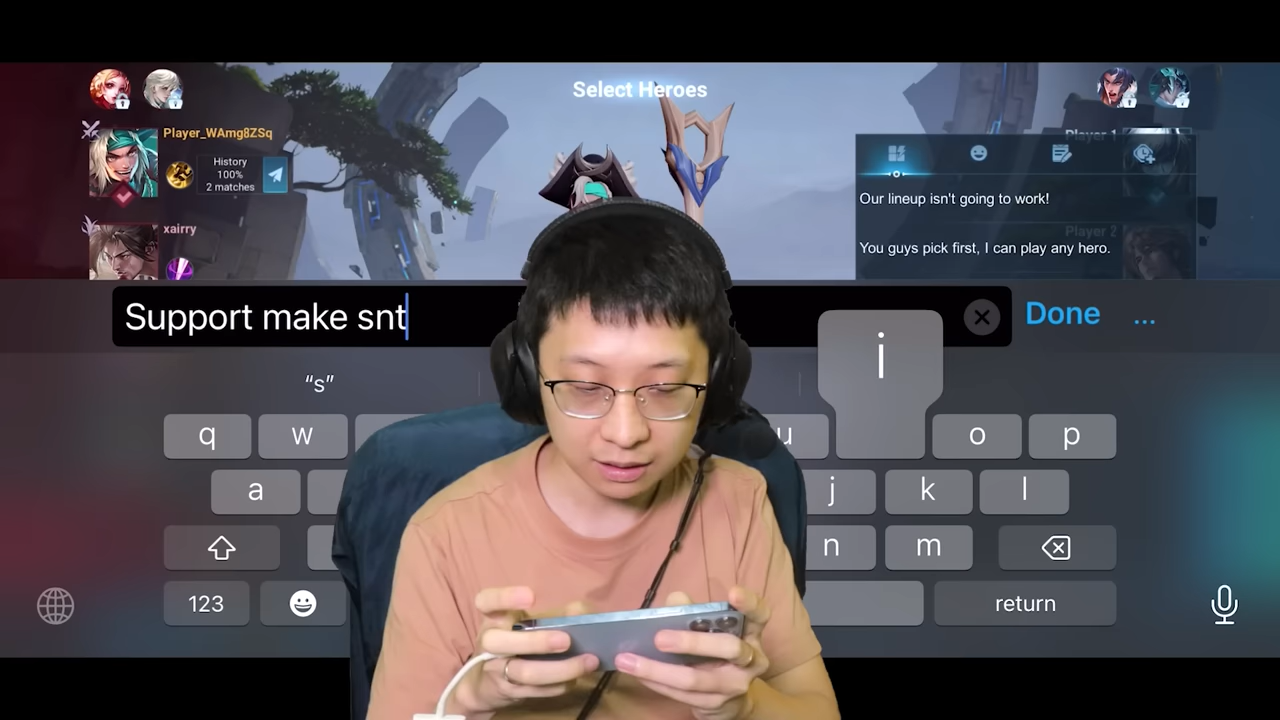 Select Heroes
Player_WAmg8ZSq
History
100%
2 matches
xairry
Player 1
Our lineup isn't going to work!
Player 2
You guys pick first, I can play any hero.
Support make snt
Done ...
“s”
i
q w u o p
a j k l
n m
123 return